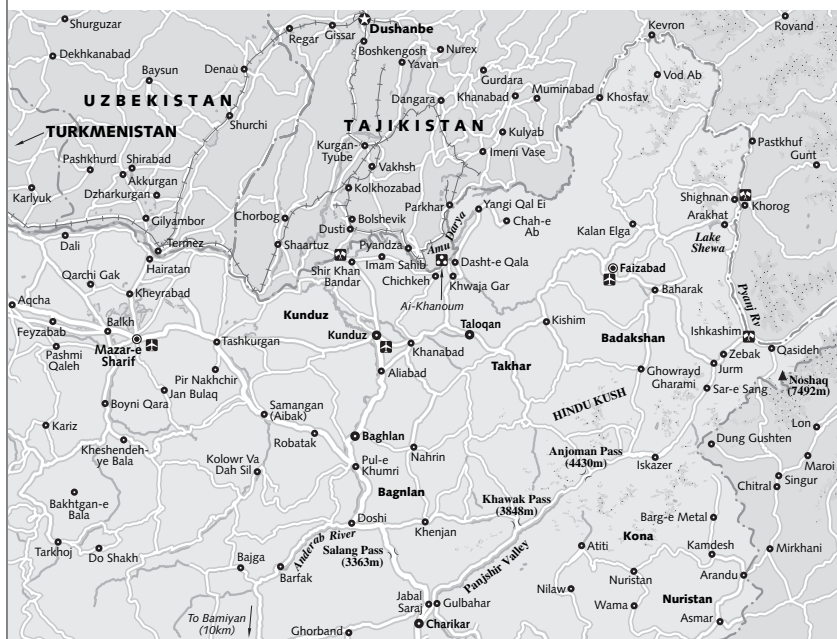 Shurguzar
Regar
Gissar
Dushanbe
Kevron
Rovand
Dekhkanabad
Boshkengosh
Nurex
Baysun
Denau
Yavan
Gurdara
Vod Ab
UZBEKISTAN
Dangara
Khanabad
Muminabad
Khosfav
Shurchi
TURKMENISTAN
TAJIKISTAN
Kulyab
Pashkhurd
Shirabad
Kurgan-
Tyube
Imeni Vase
Pastkhuf
Gunt
Akkurgan
Vakhsh
Karlyuk
Dzharkurgan
Kolkhozabad
Parkhar
Yangi Qal Ei
Shighnan
Khorog
Gilyambor
Chorbog
Bolshevik
Chah-e
Ab
Kalan Elga
Arakhat
Dali
Termez
Dusti
Amu Darya
Lake
Shewa
Shaartuz
Pyandza
Hairatan
Shir Khan
Bandar
Imam Sahib
Dasht-e Qala
Faizabad
Qarchi Gak
Chichkeh
Khwaja Gar
Kheyrabad
Baharak
Pyanj Rv
Aqcha
Ai-Khanoum
Feyzabad
Balkh
Kunduz
Kishim
Ishkashim
Kunduz
Taloqan
Badakshan
Pashmi
Qaleh
Mazar-e
Sharif
Tashkurgan
Khanabad
Zebak
Qasideh
Pir Nakhchir
Aliabad
Takhar
Ghowrayd
Gharami
Jurm
Noshaq
(7492m)
Jan Bulaq
Sar-e Sang
Boyni Qara
HINDU KUSH
Samangan
(Aibak)
Kariz
Lon
Robatak
Baghlan
Kheshendeh-
ye Bala
Nahrin
Anjoman Pass
(4430m)
Dung Gushten
Kolowr Va
Dah Sil
Pul-e
Khumri
Iskazer
Maroi
Singur
Chitral
Bakhtgan-e
Bala
Bagnlan
Khawak Pass
(3848m)
Barg-e Metal
Doshi
Khenjan
Kona
Anderab River
Salang Pass
(3363m)
Tarkhoj
Do Shakh
Atiti
Kamdesh
Mirkhani
Bajga
Barfak
Panjshir Valley
Nuristan
Arandu
Nilaw
Jabal
Saraj
Gulbahar
Wama
Nuristan
To Bamiyan
(10km)
Charikar
Asmar
Ghorband